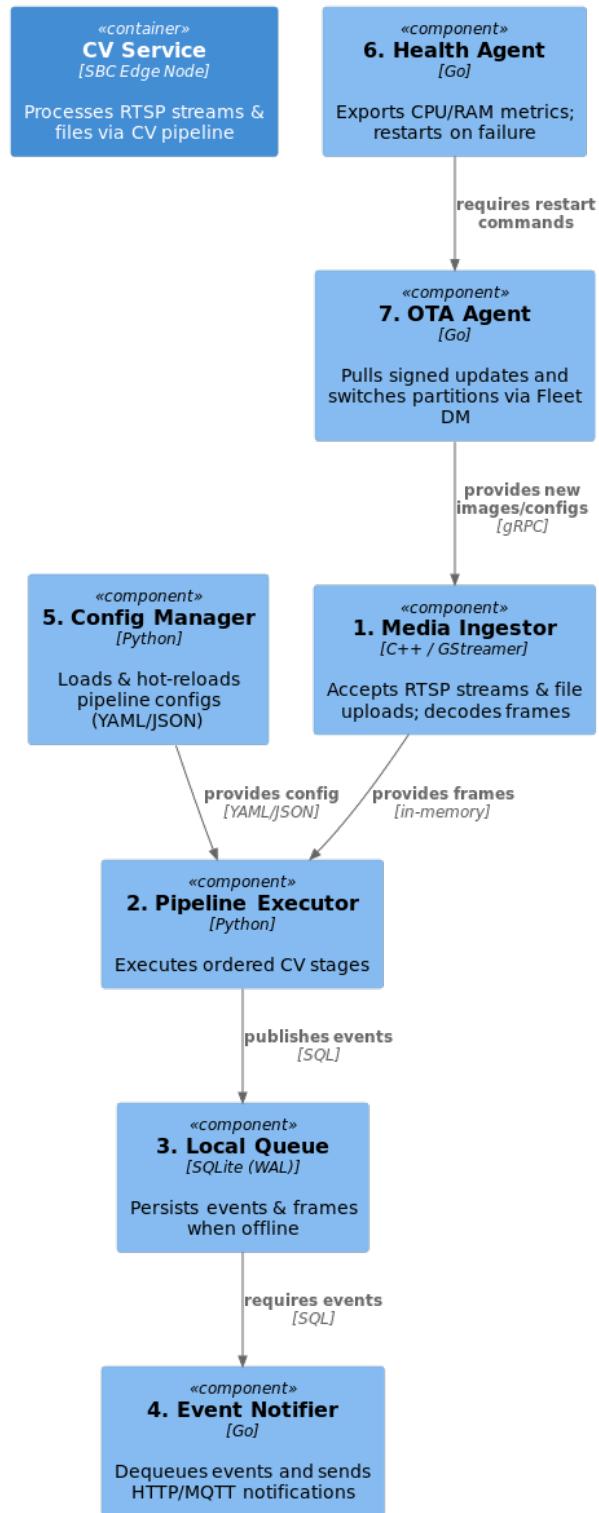 «container»
CV Service
[SBC Edge Node]
Processes RTSP streams &
files via CV pipeline
«component»
6. Health Agent
[Go]
Exports CPU/RAM metrics;
restarts on failure
requires restart
commands
«component»
7. OTA Agent
[Go]
Pulls signed updates and
switches partitions via Fleet
DM
provides new
images/configs
[gRPC]
«component»
5. Config Manager
[Python]
Loads & hot-reloads
pipeline configs
(YAML/JSON)
«component»
1. Media Ingestor
[C++ / GStreamer]
Accepts RTSP streams & file
uploads; decodes frames
provides config
[YAML/JSON]
provides frames
[in-memory]
«component»
2. Pipeline Executor
[Python]
Executes ordered CV stages
publishes events
[SQL]
«component»
3. Local Queue
[SQLite (WAL)]
Persists events & frames
when offline
requires events
[SQL]
«component»
4. Event Notifier
[Go]
Dequeues events and sends
HTTP/MQTT notifications